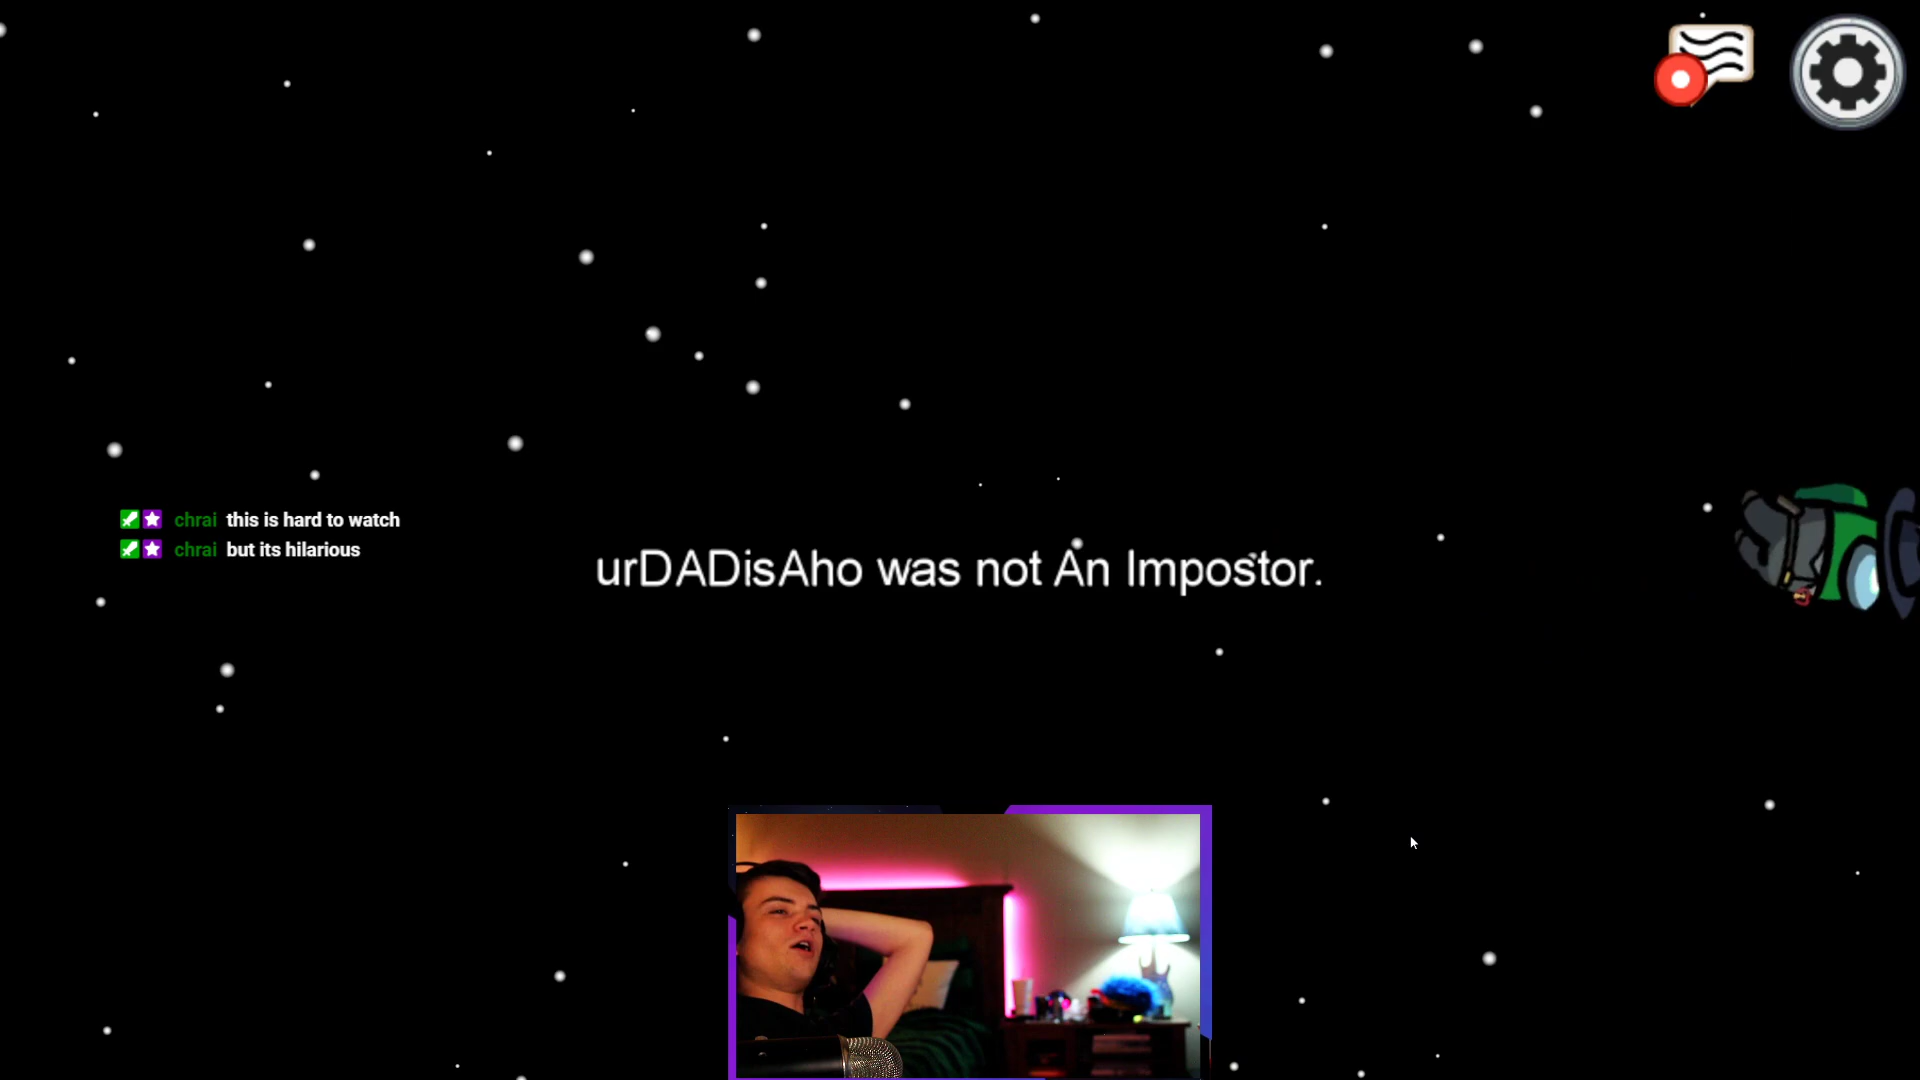 chrai this is hard to watch
chrai but its hilarious
urDADisAho was not An Impostor.